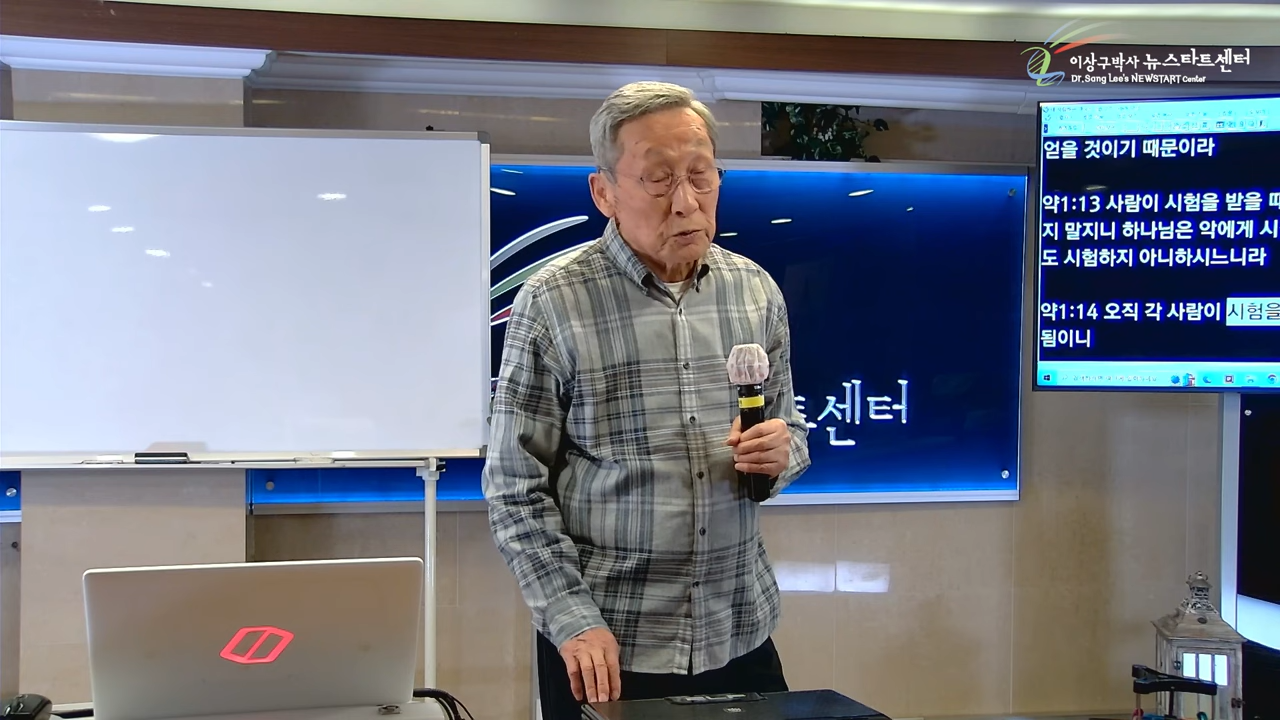 이상구박사 뉴스타트센터
Dr. Sang Lee's NEWSTART Center
얻을 것이기 때문이라
약1:13 사람이 시험을 받을 때
지 말지니 하나님은 악에게 시
도 시험하지 아니하시느니라
약1:14 오직 각 사람이 시험을
됨이니
트센터